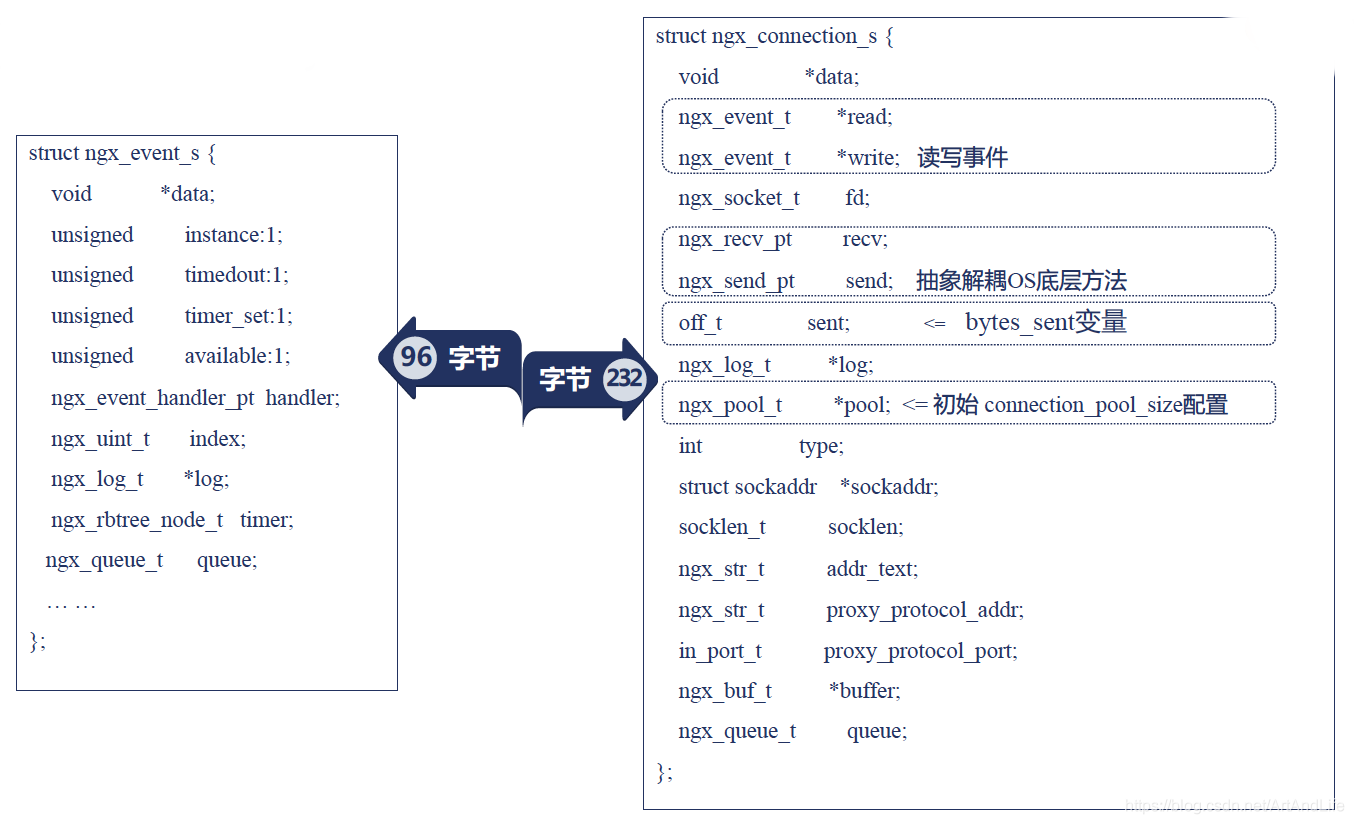 struct ngx_event_s {
void *data;
unsigned instance:1;
unsigned timedout:1;
unsigned timer_set:1;
unsigned available:1;
ngx_event_handler_pt handler;
ngx_uint_t index;
ngx_log_t *log;
ngx_rbtree_node_t timer;
ngx_queue_t queue;
… …
};
96 字节
字节 232
struct ngx_connection_s {
void *data;
ngx_event_t *read;
ngx_event_t *write; 读写事件
ngx_socket_t fd;
ngx_recv_pt recv;
ngx_send_pt send; 抽象解耦OS底层方法
off_t sent; <= bytes_sent变量
ngx_log_t *log;
ngx_pool_t *pool; <= 初始 connection_pool_size配置
int type;
struct sockaddr *sockaddr;
socklen_t socklen;
ngx_str_t addr_text;
ngx_str_t proxy_protocol_addr;
in_port_t proxy_protocol_port;
ngx_buf_t *buffer;
ngx_queue_t queue;
};
https://blog.csdn.net/AdAndLife